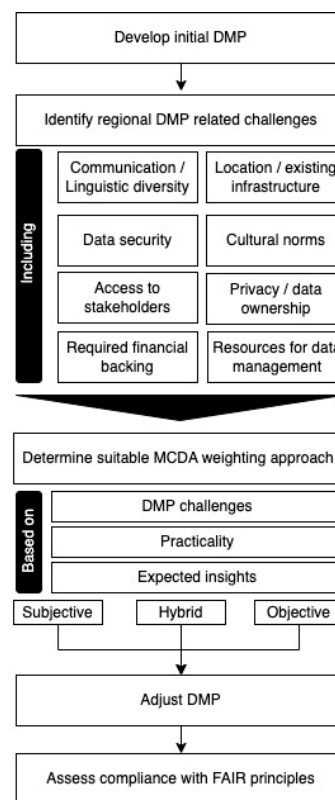 Develop initial DMP
Identify regional DMP related challenges
Including
Communication /
Linguistic diversity
Location / existing
infrastructure
Data security
Cultural norms
Access to
stakeholders
Privacy / data
ownership
Required financial
backing
Resources for data
management
Determine suitable MCDA weighting approach
Based on
DMP challenges
Practicality
Expected insights
Subjective
Hybrid
Objective
Adjust DMP
Assess compliance with FAIR principles